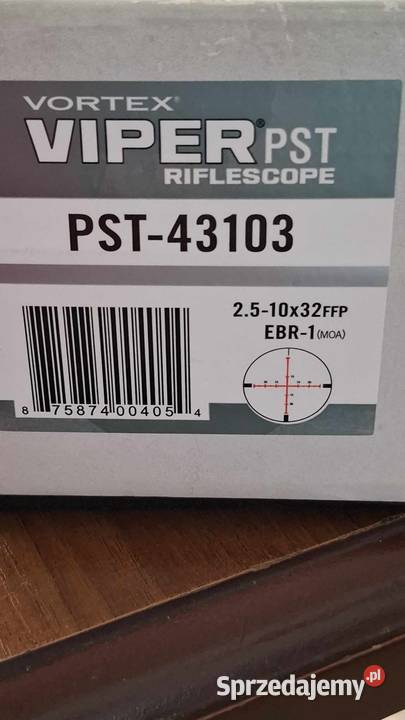 VORTEX®
VIPER® PST
RIFLESCOPE
PST-43103
2.5-10x32FFP
EBR-1(MOA)
8 75874 00405 4
Sprzedajemy.pl